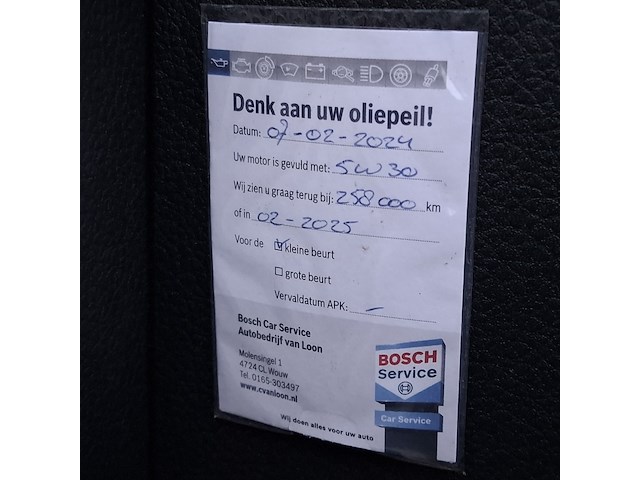 Denk aan uw oliepeil!
Datum: 07-02-2024
Uw motor is gevuld met: 5W30
Wij zien u graag terug bij: 258000 km
of in 02-2025
Voor de kleine beurt
grote beurt
Vervaldatum APK: -
Bosch Car Service
Autobedrijf van Loon
Molensingel 1
4724 CL Wouw
Tel. 0165-303497
www.cvanloon.nl
BOSCH
Service
Car Service
Wij doen alles voor uw auto